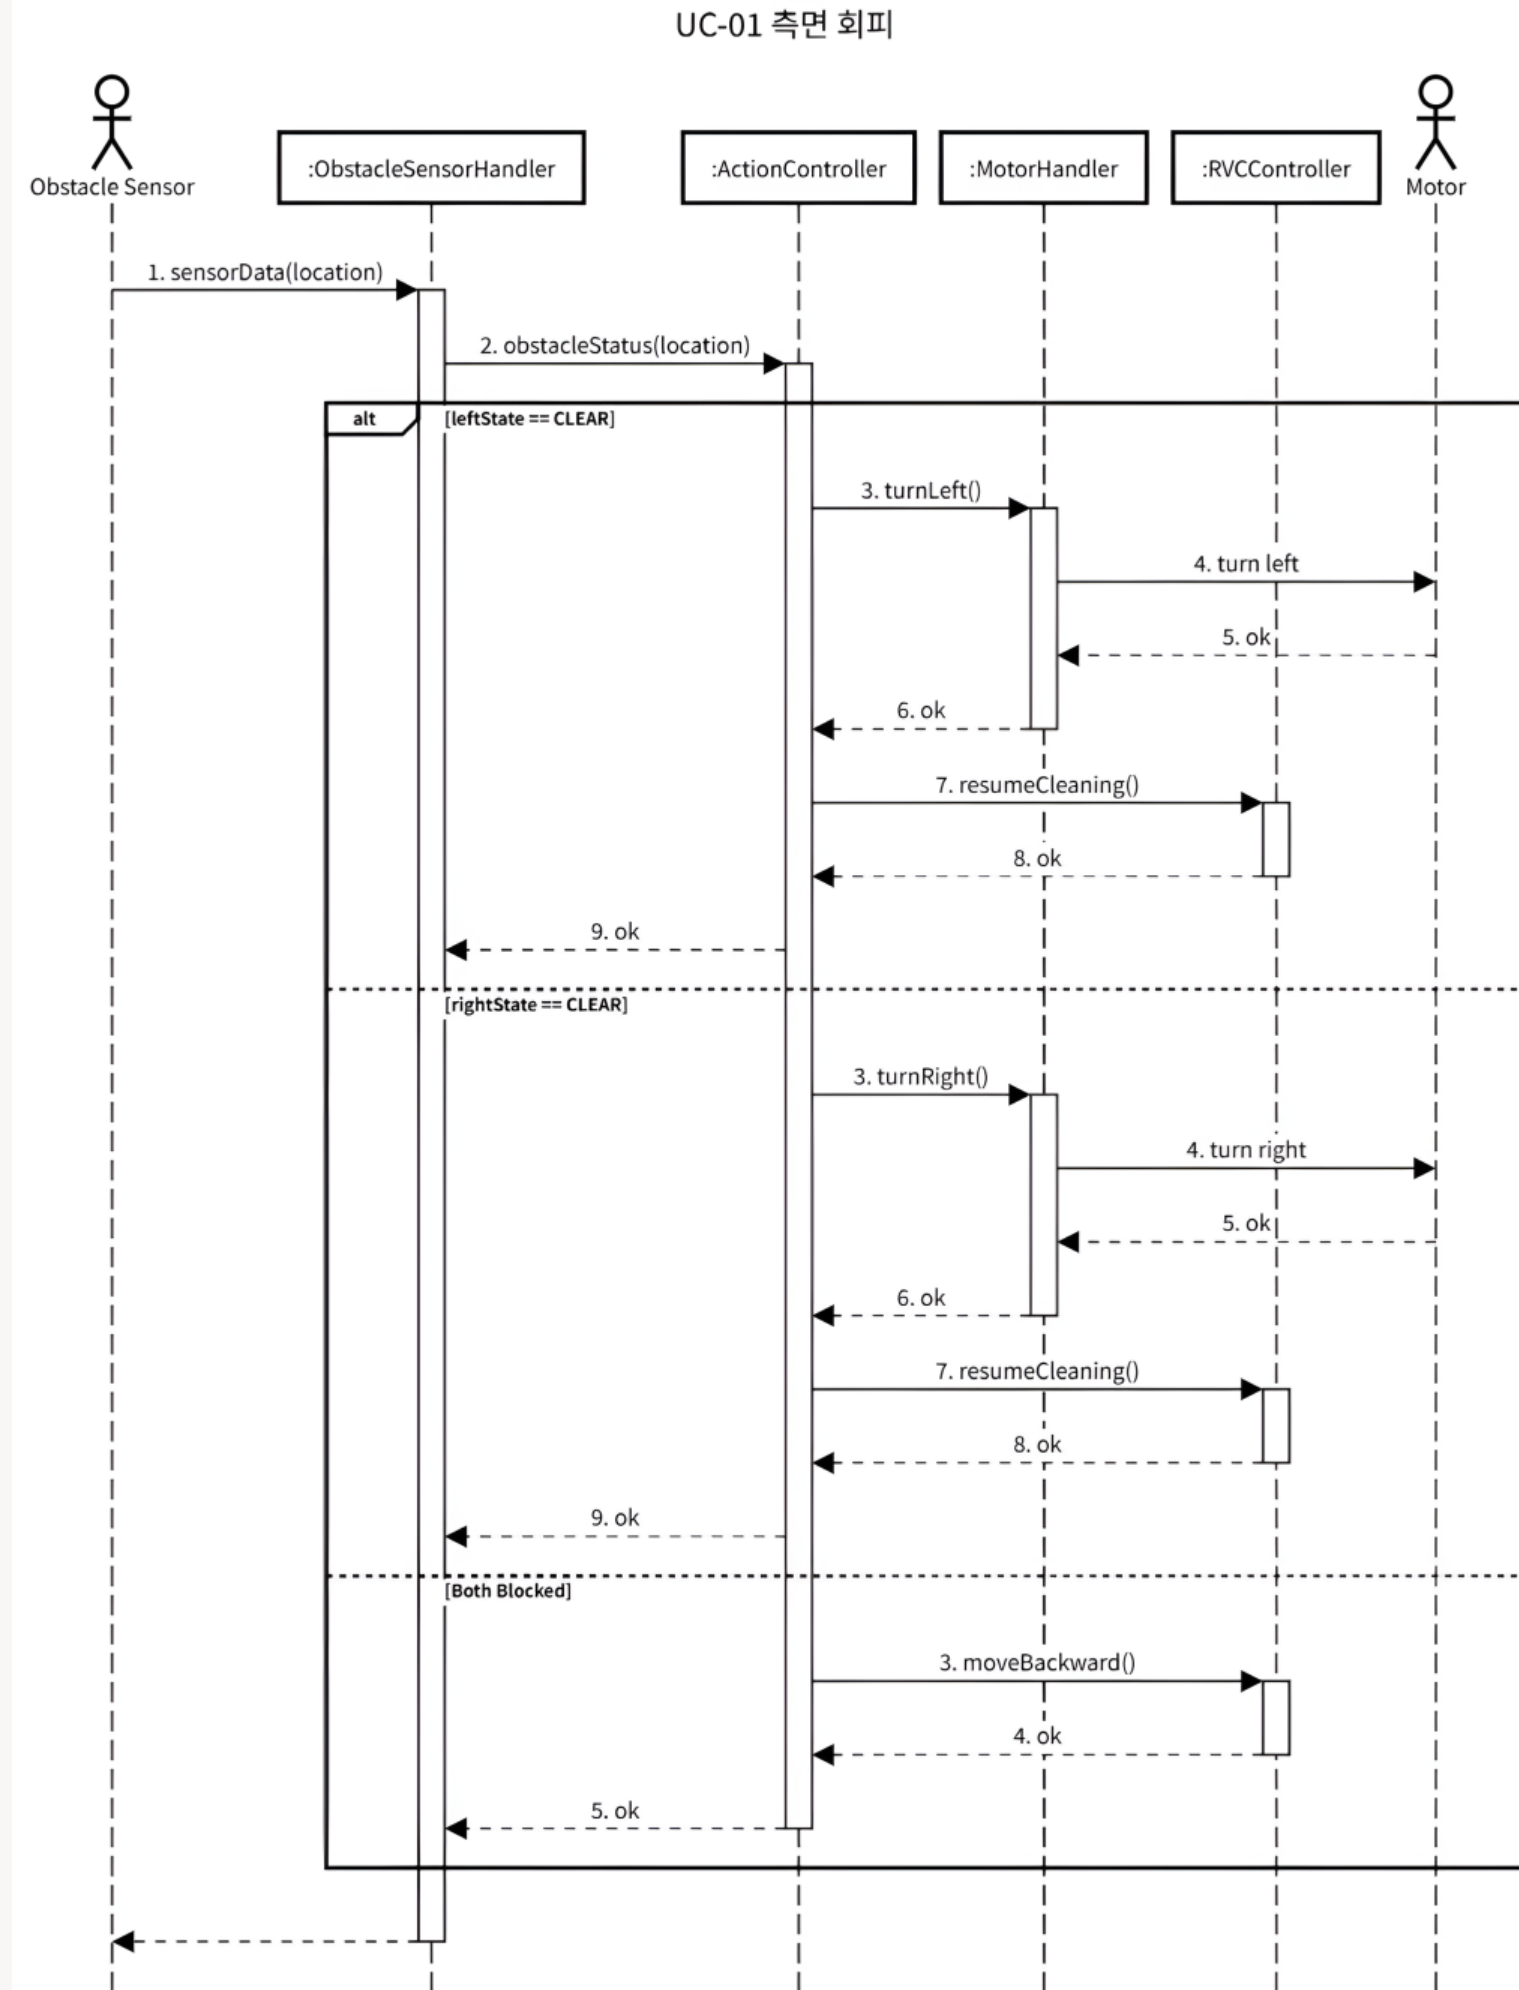 UC-01 측면 회피
Obstacle Sensor
:ObstacleSensorHandler
:ActionController
:MotorHandler
:RVCController
Motor
1. sensorData(location)
2. obstacleStatus(location)
alt
[leftState == CLEAR]
3. turnLeft()
4. turn left
5. ok
6. ok
7. resumeCleaning()
8. ok
9. ok
[rightState == CLEAR]
3. turnRight()
4. turn right
5. ok
6. ok
7. resumeCleaning()
8. ok
9. ok
[Both Blocked]
3. moveBackward()
4. ok
5. ok